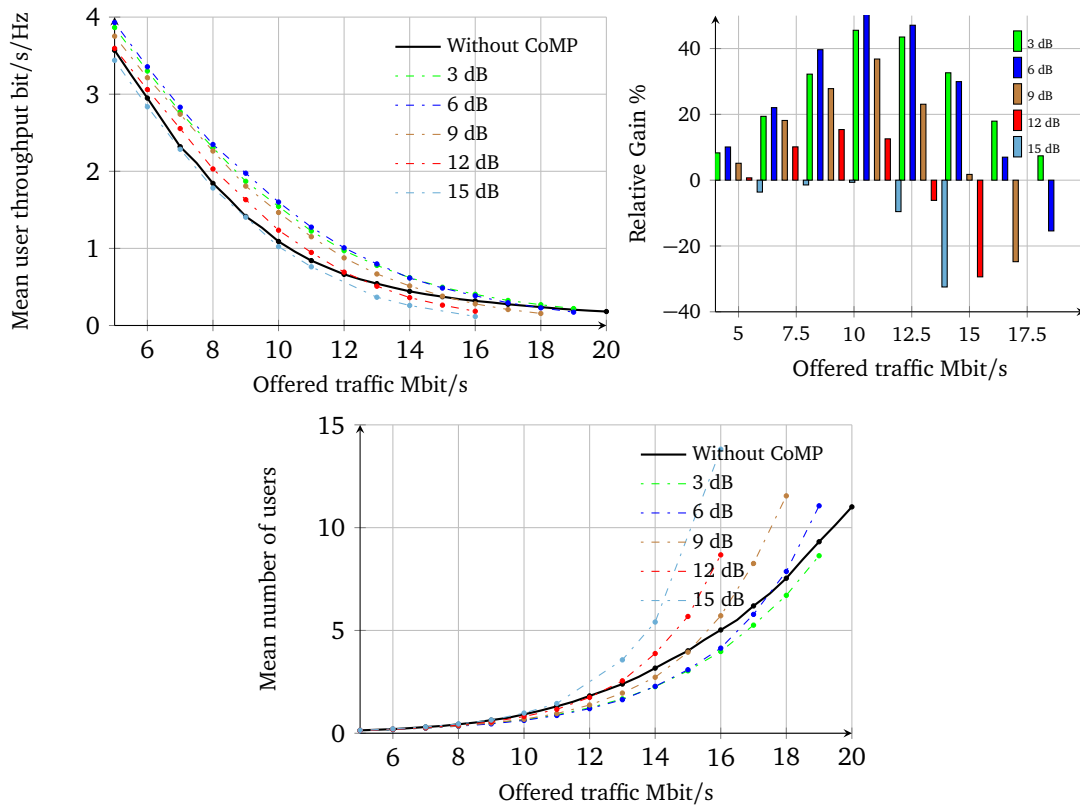 Mean user throughput bit/s/Hz
4
3
2
1
0
6 8 10 12 14 16 18 20
Offered traffic Mbit/s
Without CoMP
3 dB
6 dB
9 dB
12 dB
15 dB
Relative Gain %
40
20
0
−20
−40
5 7.5 10 12.5 15 17.5
Offered traffic Mbit/s
3 dB
6 dB
9 dB
12 dB
15 dB
Mean number of users
15
10
5
0
6 8 10 12 14 16 18 20
Offered traffic Mbit/s
Without CoMP
3 dB
6 dB
9 dB
12 dB
15 dB